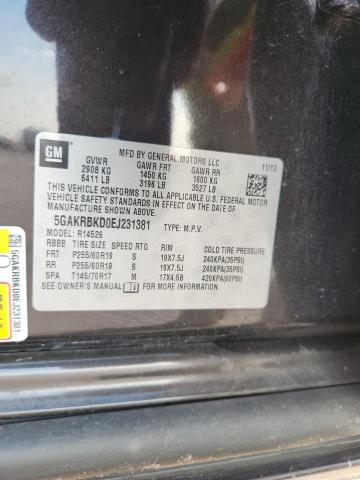 GM
MFD BY GENERAL MOTORS LLC 11/13
GVWR GAWR FRT GAWR RR
2908 KG 1450 KG 1600 KG
6411 LB 3196 LB 3527 LB
THIS VEHICLE CONFORMS TO ALL APPLICABLE U.S. FEDERAL MOTOR
VEHICLE SAFETY STANDARDS IN EFFECT ON THE DATE OF
MANUFACTURE SHOWN ABOVE.
5GAKRBKD0EJ231381 TYPE: M.P.V.
MODEL: R14526
RBBB TIRE SIZE SPEED RTG RIM COLD TIRE PRESSURE
FRT P255/60R19 S 19X7.5J 240KPA(35PSI)
RR P255/60R19 S 19X7.5J 240KPA(35PSI)
SPA T145/70R17 M 17X4.5B 420KPA(60PSI)
SEE OWNER'S MANUAL FOR MORE INFORMATION.
5GAKRBKD0EJ231381